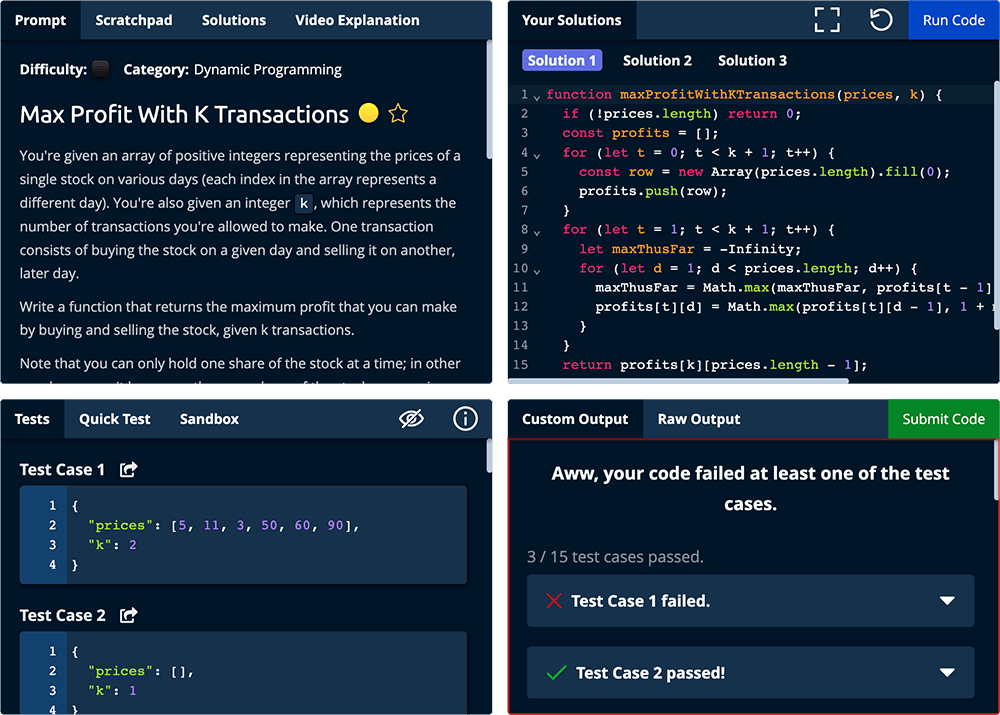 Prompt Scratchpad Solutions Video Explanation
Difficulty: Category: Dynamic Programming
Max Profit With K Transactions
You're given an array of positive integers representing the prices of a
single stock on various days (each index in the array represents a
different day). You're also given an integer k, which represents the
number of transactions you're allowed to make. One transaction
consists of buying the stock on a given day and selling it on another,
later day.
Write a function that returns the maximum profit that you can make
by buying and selling the stock, given k transactions.
Note that you can only hold one share of the stock at a time; in other
Your Solutions Run Code
Solution 1 Solution 2 Solution 3
1 function maxProfitWithKTransactions(prices, k) {
2 if (!prices.length) return 0;
3 const profits = [];
4 for (let t = 0; t < k + 1; t++) {
5 const row = new Array(prices.length).fill(0);
6 profits.push(row);
7 }
8 for (let t = 1; t < k + 1; t++) {
9 let maxThusFar = -Infinity;
10 for (let d = 1; d < prices.length; d++) {
11 maxThusFar = Math.max(maxThusFar, profits[t - 1]
12 profits[t][d] = Math.max(profits[t][d - 1], 1 +
13 }
14 }
15 return profits[k][prices.length - 1];
Tests Quick Test Sandbox
Test Case 1
1 {
2 "prices": [5, 11, 3, 50, 60, 90],
3 "k": 2
4 }
Test Case 2
1 {
2 "prices": [],
3 "k": 1
4 }
Custom Output Raw Output Submit Code
Aww, your code failed at least one of the test
cases.
3 / 15 test cases passed.
Test Case 1 failed.
Test Case 2 passed!